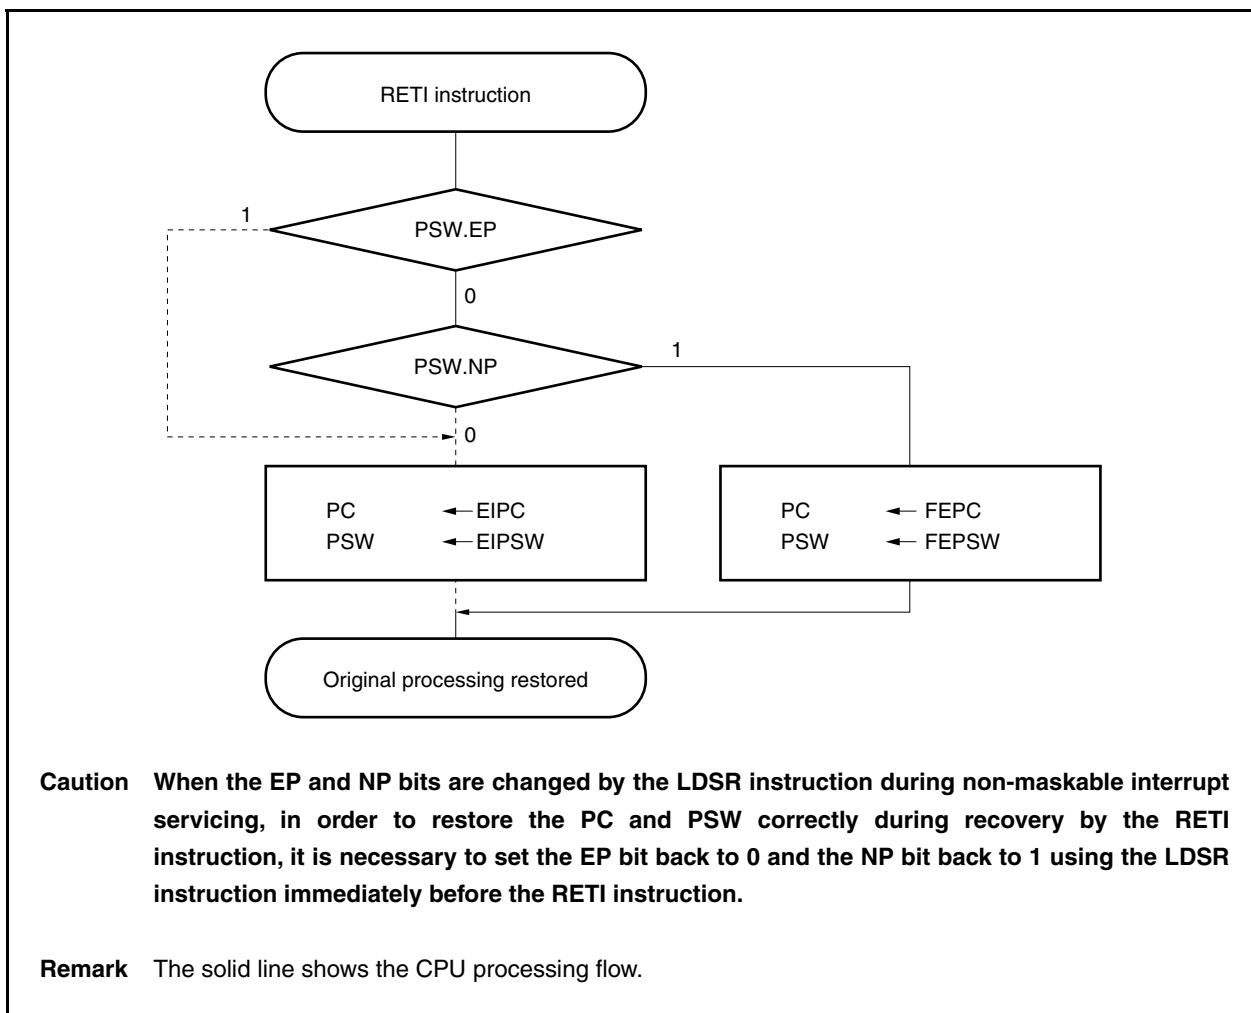 RETI instruction
1
PSW.EP
0
1
PSW.NP
0
PC ← EIPC
PSW ← EIPSW
PC ← FEPC
PSW ← FEPSW
Original processing restored
Caution When the EP and NP bits are changed by the LDSR instruction during non-maskable interrupt
servicing, in order to restore the PC and PSW correctly during recovery by the RETI
instruction, it is necessary to set the EP bit back to 0 and the NP bit back to 1 using the LDSR
instruction immediately before the RETI instruction.
Remark The solid line shows the CPU processing flow.